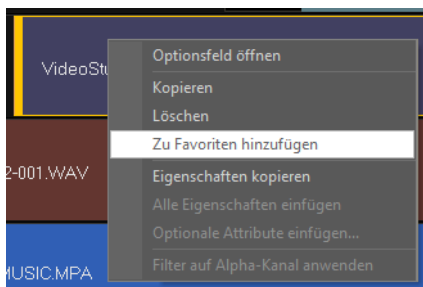 Optionsfeld öffnen
VideoStu
Kopieren
Löschen
Zu Favoriten hinzufügen
2-001.WAV
Eigenschaften kopieren
Alle Eigenschaften einfügen
Optionale Attribute einfügen...
MUSIC.MPA
Filter auf Alpha-Kanal anwenden